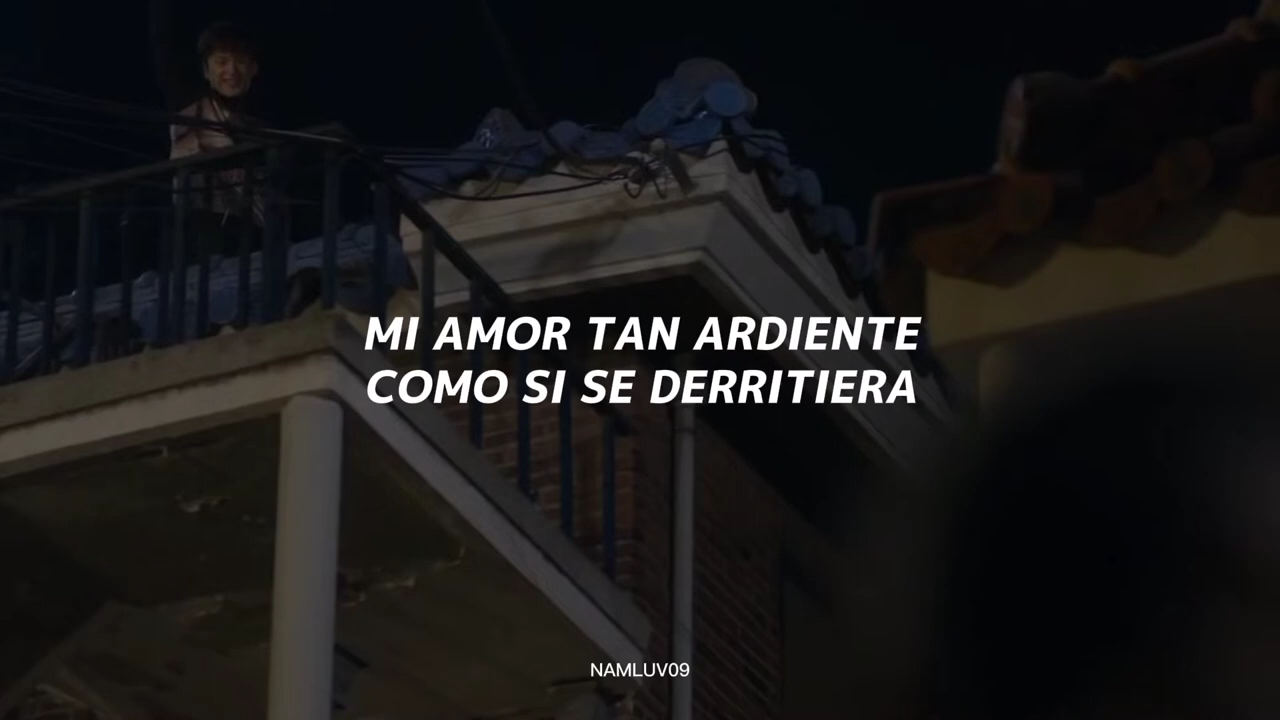 MI AMOR TAN ARDIENTE
COMO SI SE DERRITIERA
NAMLUV09